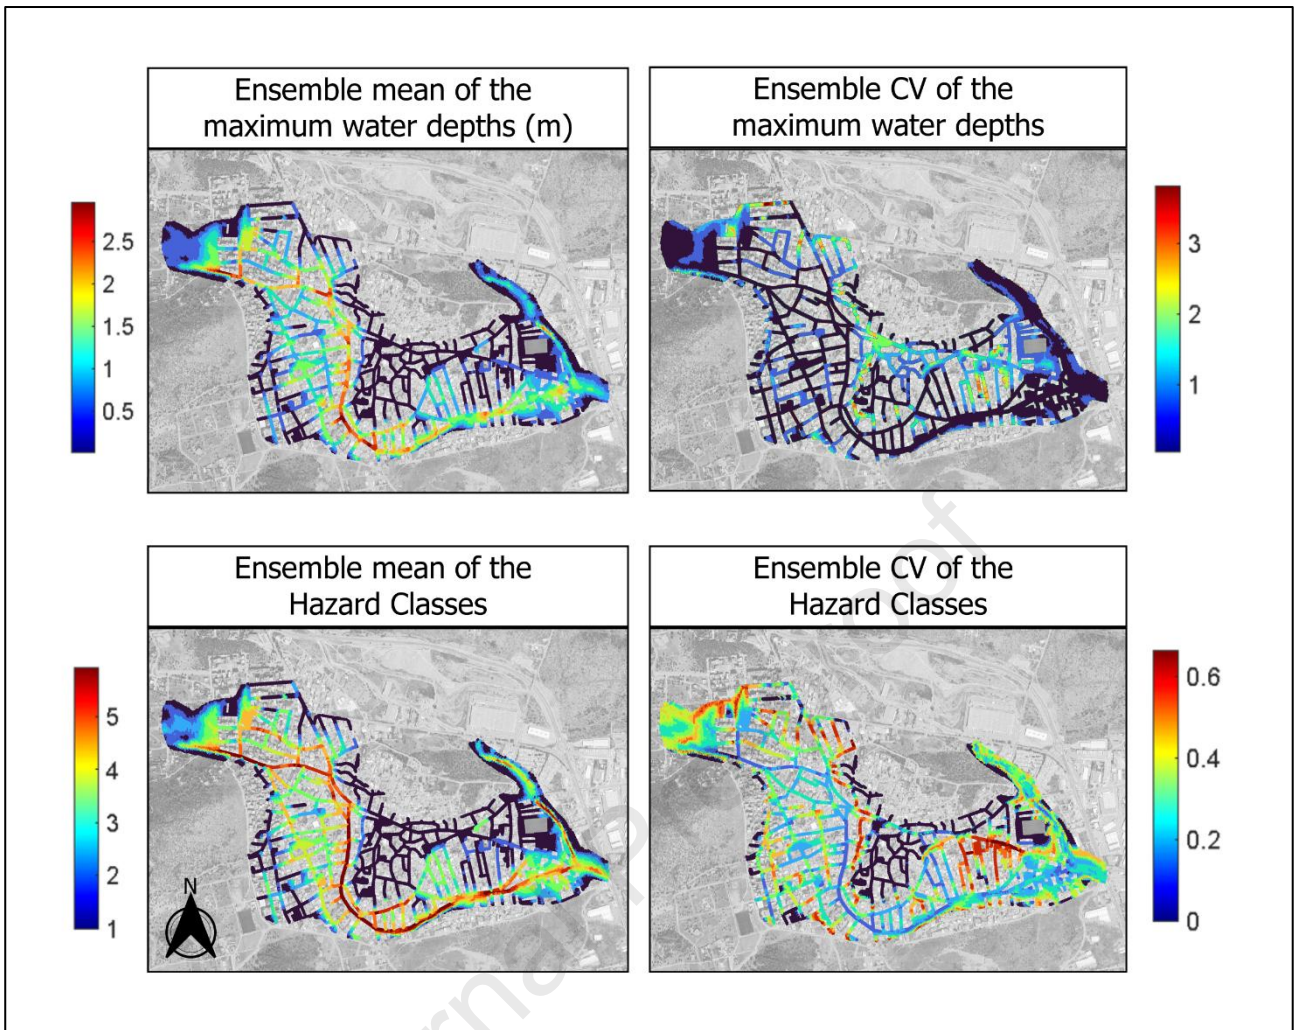 Ensemble mean of the
maximum water depths (m)
Ensemble CV of the
maximum water depths
2.5
2
1.5
1
0.5
3
2
1
Ensemble mean of the
Hazard Classes
Ensemble CV of the
Hazard Classes
5
4
3
2
1
N
0.6
0.4
0.2
0